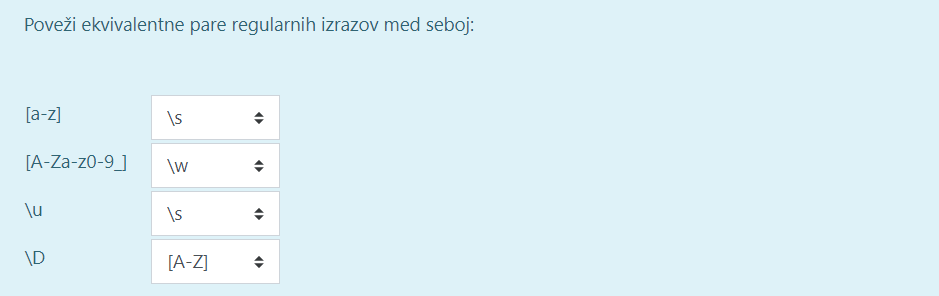 Poveži ekvivalentne pare regularnih izrazov med seboj:
[a-z] \s
[A-Za-z0-9_] \w
\u \s
\D [A-Z]